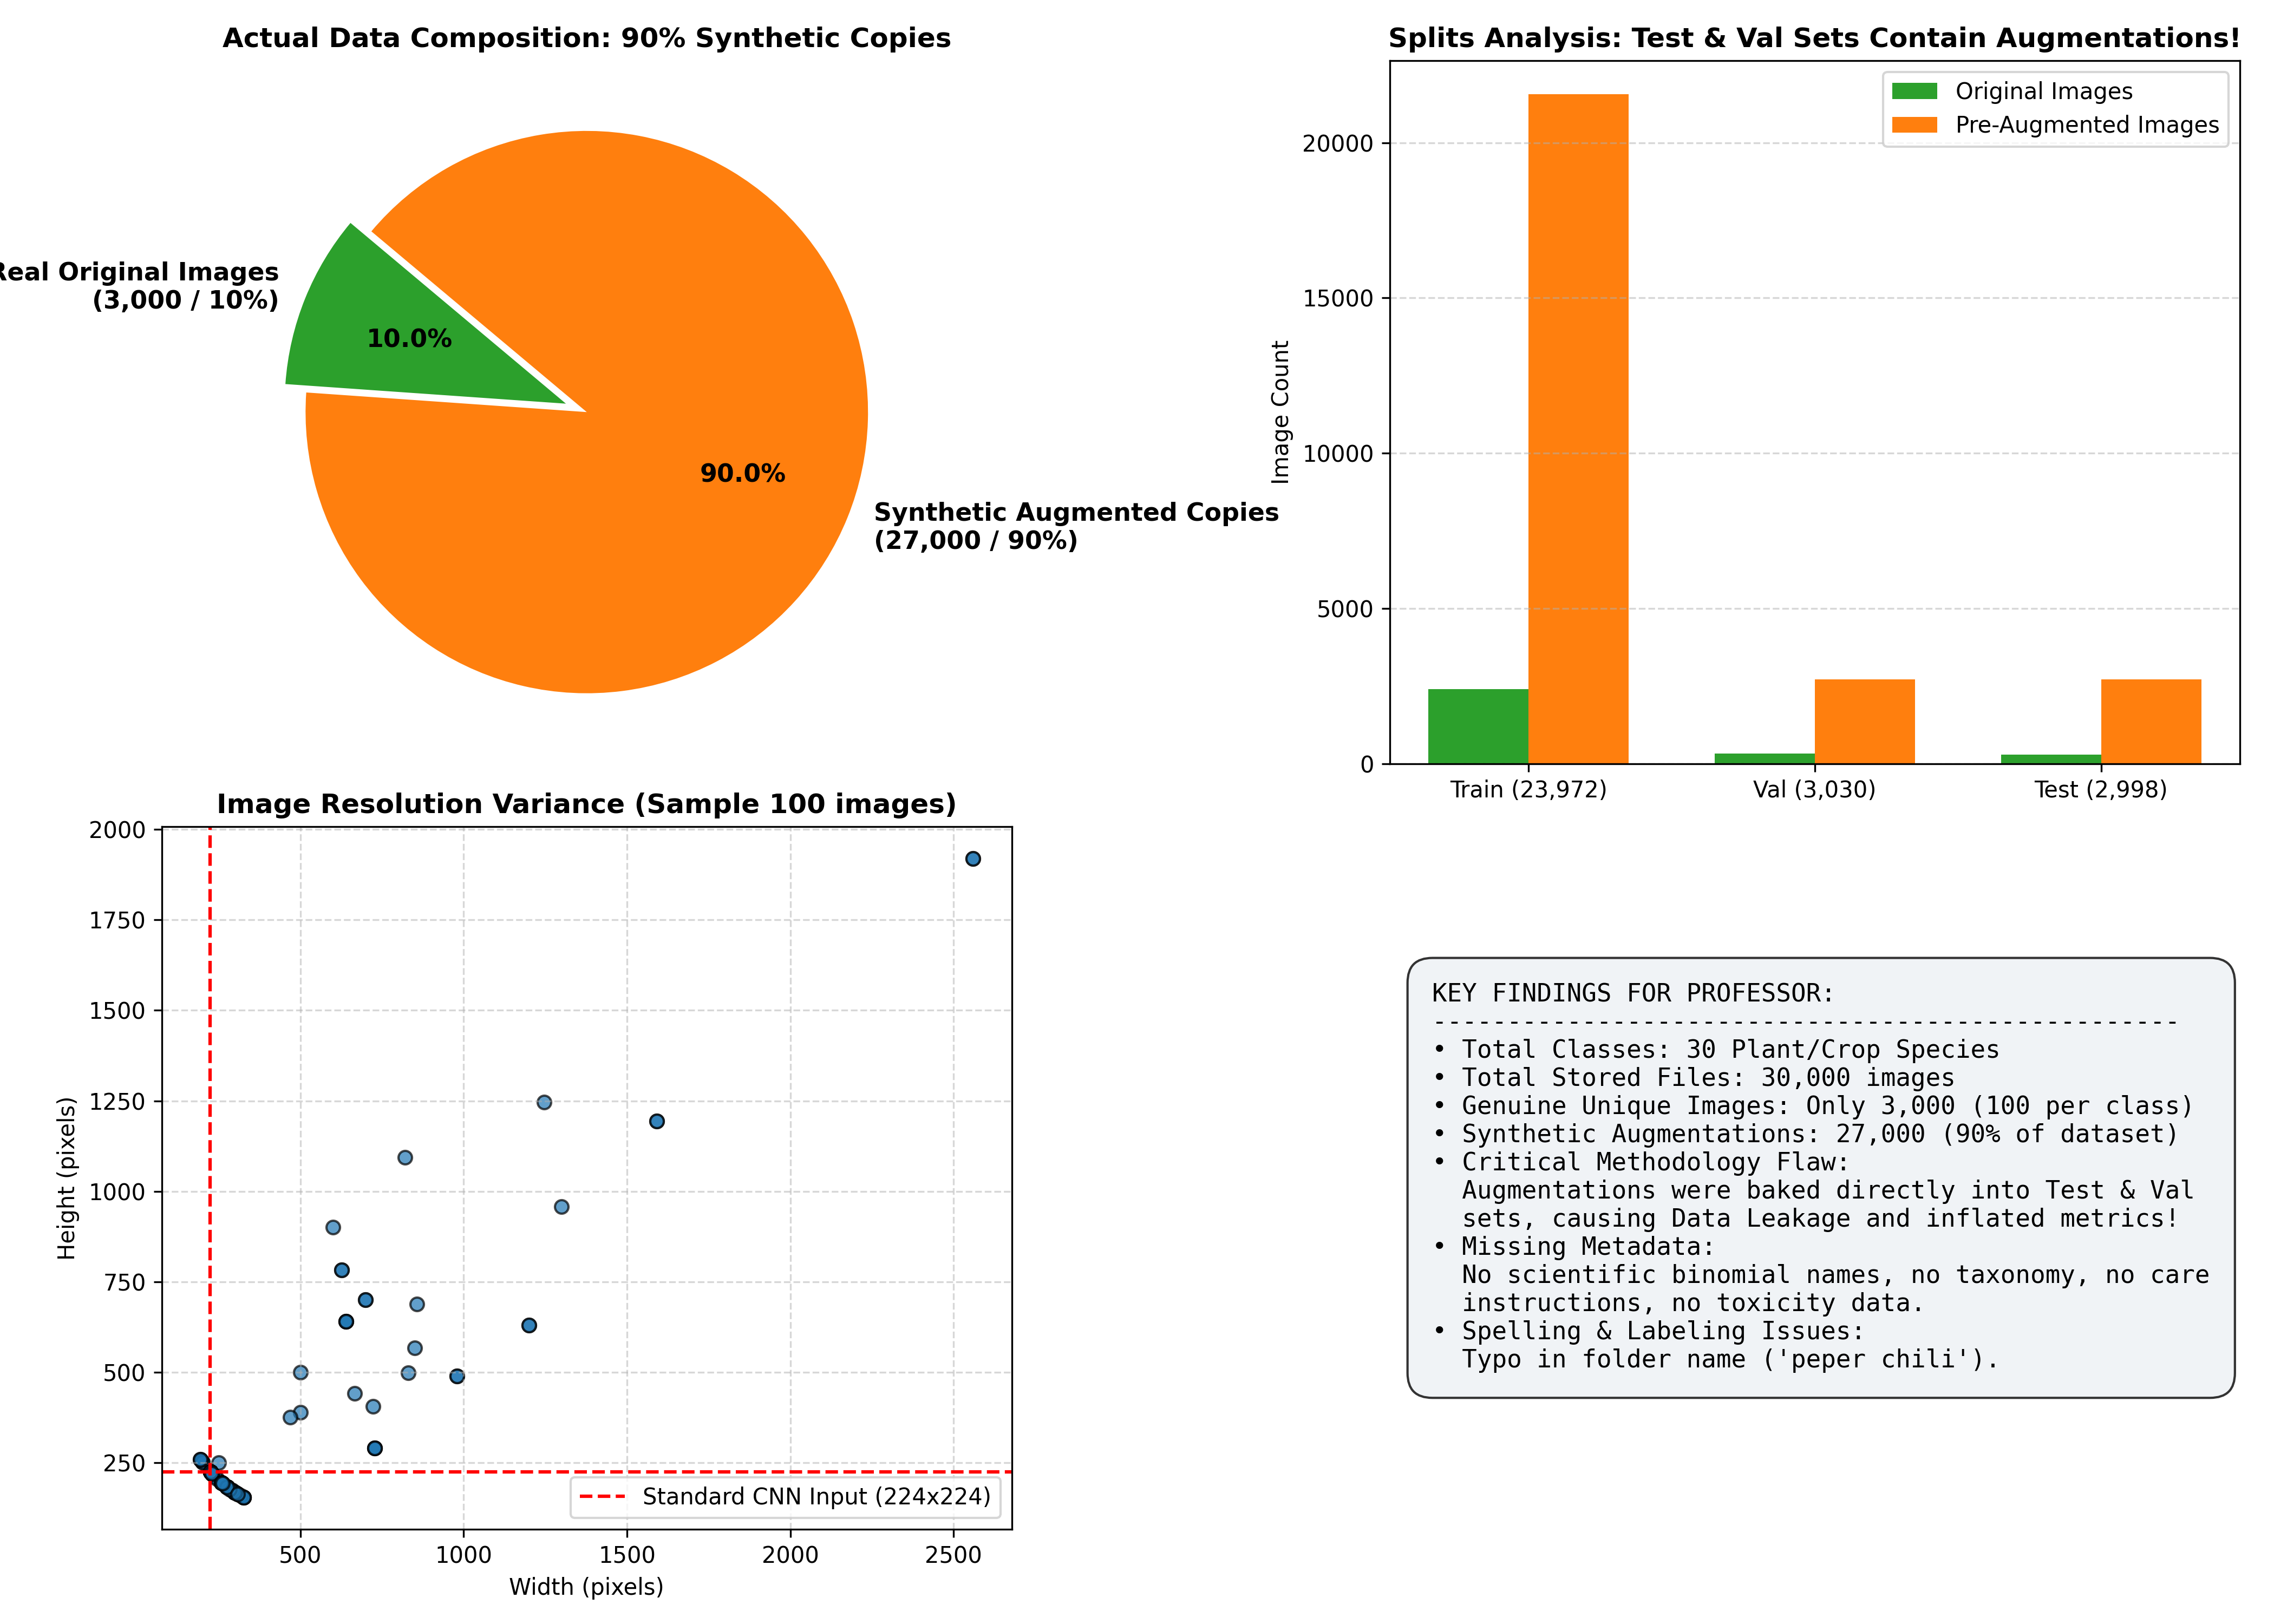 Actual Data Composition: 90% Synthetic Copies
Real Original Images
(3,000 / 10%)
10.0%
90.0%
Synthetic Augmented Copies
(27,000 / 90%)
Splits Analysis: Test & Val Sets Contain Augmentations!
Original Images
Pre-Augmented Images
Image Count
20000
15000
10000
5000
0
Train (23,972)
Val (3,030)
Test (2,998)
Image Resolution Variance (Sample 100 images)
Height (pixels)
2000
1750
1500
1250
1000
750
500
250
Standard CNN Input (224x224)
500
1000
1500
2000
2500
Width (pixels)
KEY FINDINGS FOR PROFESSOR:
--------------------------------------------------
• Total Classes: 30 Plant/Crop Species
• Total Stored Files: 30,000 images
• Genuine Unique Images: Only 3,000 (100 per class)
• Synthetic Augmentations: 27,000 (90% of dataset)
• Critical Methodology Flaw:
Augmentations were baked directly into Test & Val
sets, causing Data Leakage and inflated metrics!
• Missing Metadata:
No scientific binomial names, no taxonomy, no care
instructions, no toxicity data.
• Spelling & Labeling Issues:
Typo in folder name ('peper chili').